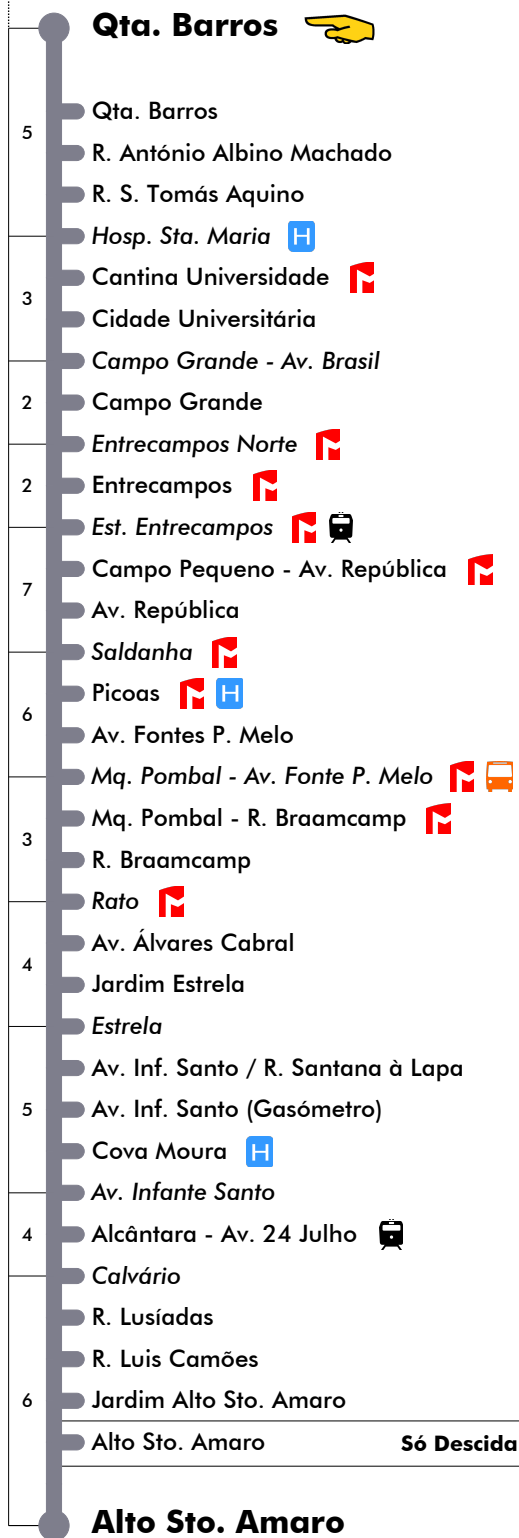 Qta. Barros
Qta. Barros
5
R. António Albino Machado
R. S. Tomás Aquino
Hosp. Sta. Maria H
Cantina Universidade
3
Cidade Universitária
Campo Grande - Av. Brasil
2 Campo Grande
Entrecampos Norte
2 Entrecampos
Est. Entrecampos
Campo Pequeno - Av. República
7
Av. República
Saldanha
Picoas H
6
Av. Fontes P. Melo
Mq. Pombal - Av. Fonte P. Melo
Mq. Pombal - R. Braamcamp
3
R. Braamcamp
Rato
Av. Álvares Cabral
4
Jardim Estrela
Estrela
Av. Inf. Santo / R. Santana à Lapa
5 Av. Inf. Santo (Gasómetro)
Cova Moura H
Av. Infante Santo
4 Alcântara - Av. 24 Julho
Calvário
R. Lusíadas
R. Luis Camões
6 Jardim Alto Sto. Amaro
Alto Sto. Amaro Só Descida
Alto Sto. Amaro